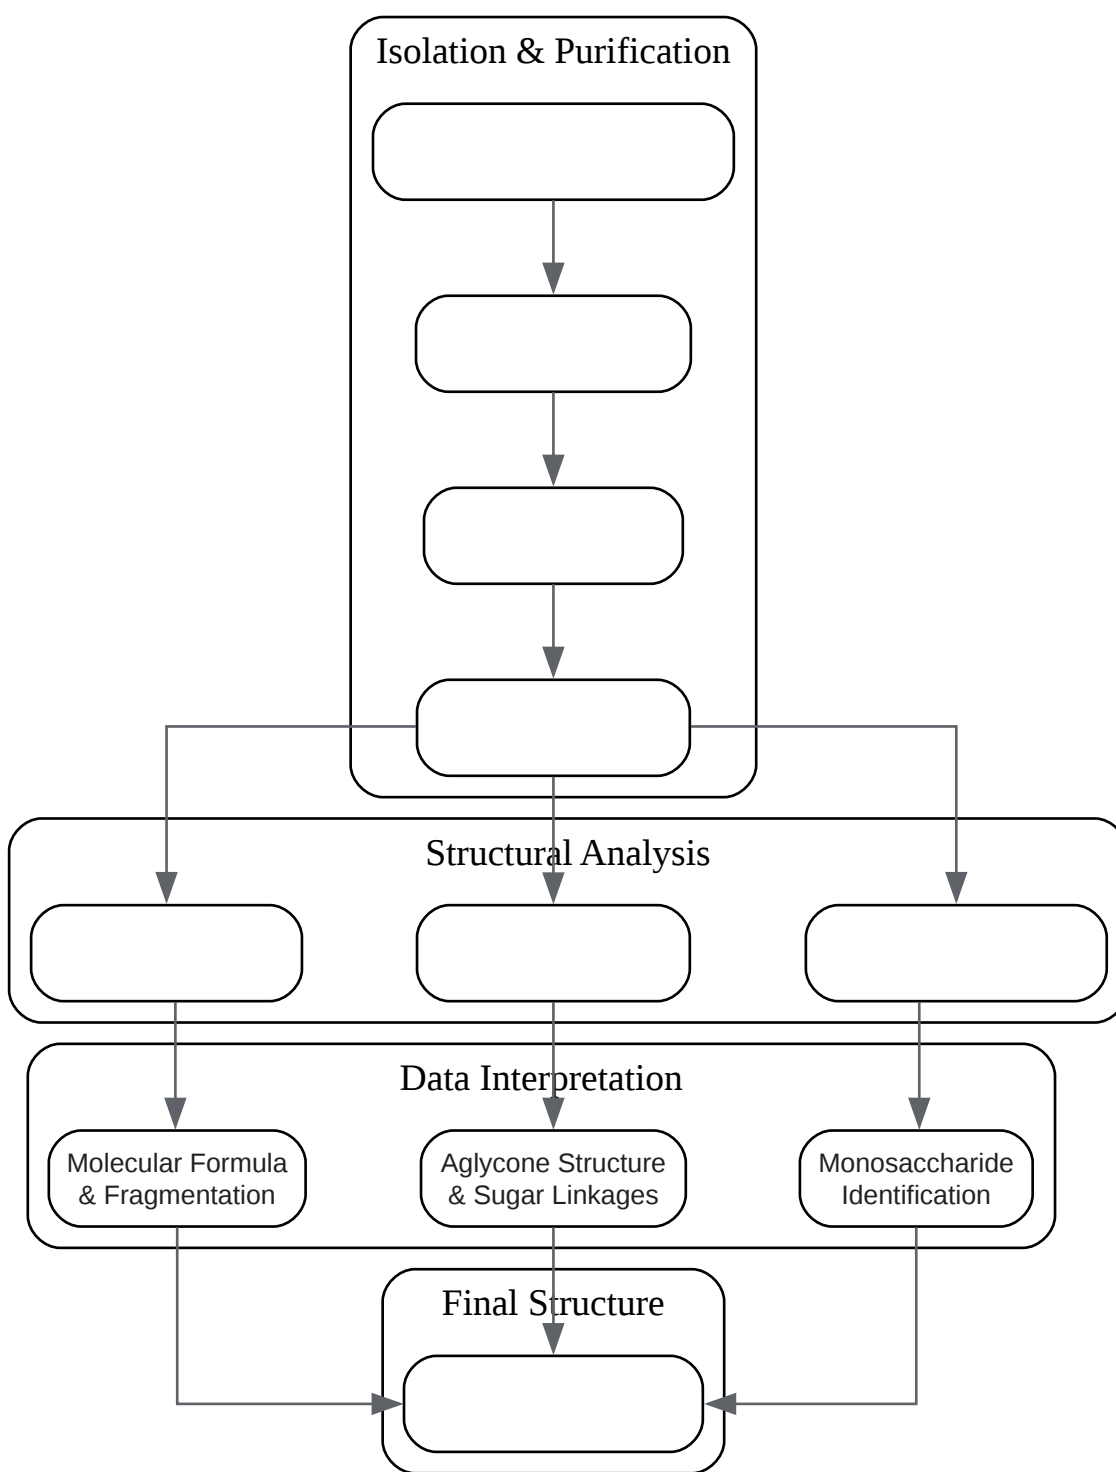 Isolation & Purification
Structural Analysis
Data Interpretation
Molecular Formula
& Fragmentation
Aglycone Structure
& Sugar Linkages
Monosaccharide
Identification
Final Structure